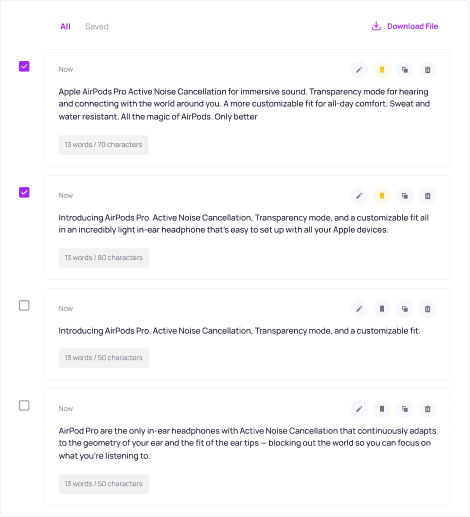 All Saved Download File
Now
Apple AirPods Pro Active Noise Cancellation for immersive sound. Transparency mode for hearing
and connecting with the world around you. A more customizable fit for all-day comfort. Sweat and
water resistant. All the magic of AirPods. Only better
13 words / 70 characters
Now
Introducing AirPods Pro. Active Noise Cancellation, Transparency mode, and a customizable fit all
in an incredibly light in-ear headphone that's easy to set up with all your Apple devices.
13 words / 80 characters
Now
Introducing AirPods Pro. Active Noise Cancellation, Transparency mode, and a customizable fit.
13 words / 50 characters
Now
AirPod Pro are the only in-ear headphones with Active Noise Cancellation that continuously adapts
to the geometry of your ear and the fit of the ear tips — blocking out the world so you can focus on
what you're listening to.
13 words / 50 characters